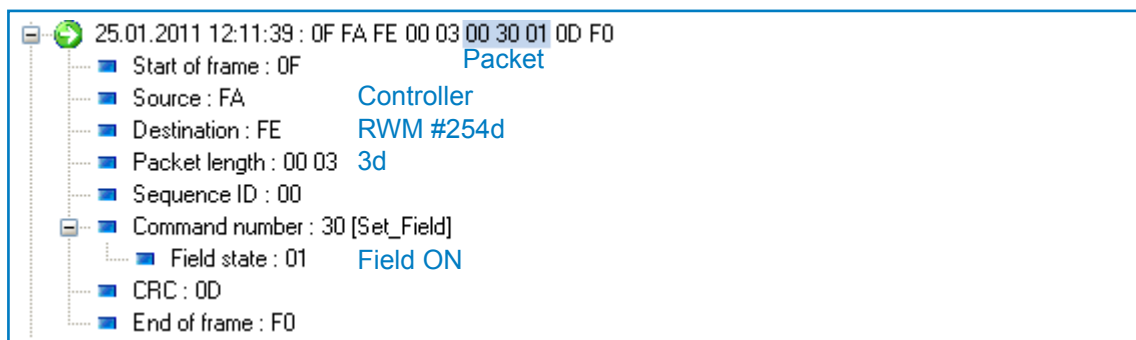 25.01.2011 12:11:39 : 0F FA FE 00 03 00 30 01 0D F0
Packet
Start of frame : 0F
Source : FA Controller
Destination : FE RWM #254d
Packet length : 00 03 3d
Sequence ID : 00
Command number : 30 [Set_Field]
Field state : 01 Field ON
CRC : 0D
End of frame : F0